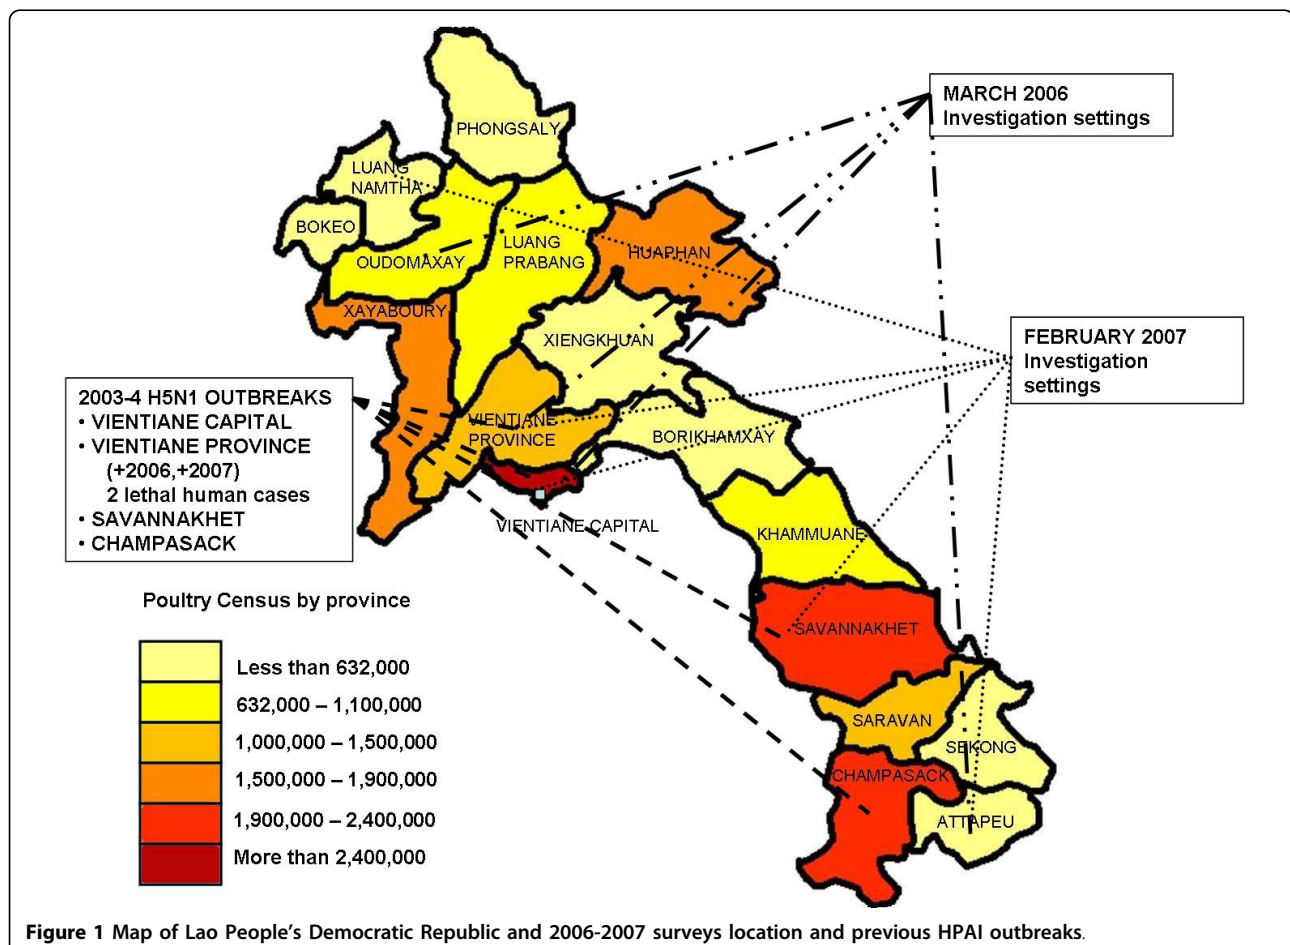 PHONGSALY
MARCH 2006
Investigation settings
LUANG
NAMTHA
BOKEO
OUDOMAXAY
LUANG
PRABANG
HUAPHAN
XAYABOURY
XIENGKHUAN
FEBRUARY 2007
Investigation
settings
2003-4 H5N1 OUTBREAKS
• VIENTIANE CAPITAL
• VIENTIANE PROVINCE
(+2006,+2007)
2 lethal human cases
• SAVANNAKHET
• CHAMPASACK
VIENTIANE
PROVINCE
BORIKHAMXAY
VIENTIANE CAPITAL
KHAMMUANE
SAVANNAKHET
SARAVAN
SEKONG
CHAMPASACK
ATTAPEU
Poultry Census by province
Less than 632,000
632,000 – 1,100,000
1,000,000 – 1,500,000
1,500,000 – 1,900,000
1,900,000 – 2,400,000
More than 2,400,000
Figure 1 Map of Lao People's Democratic Republic and 2006-2007 surveys location and previous HPAI outbreaks.